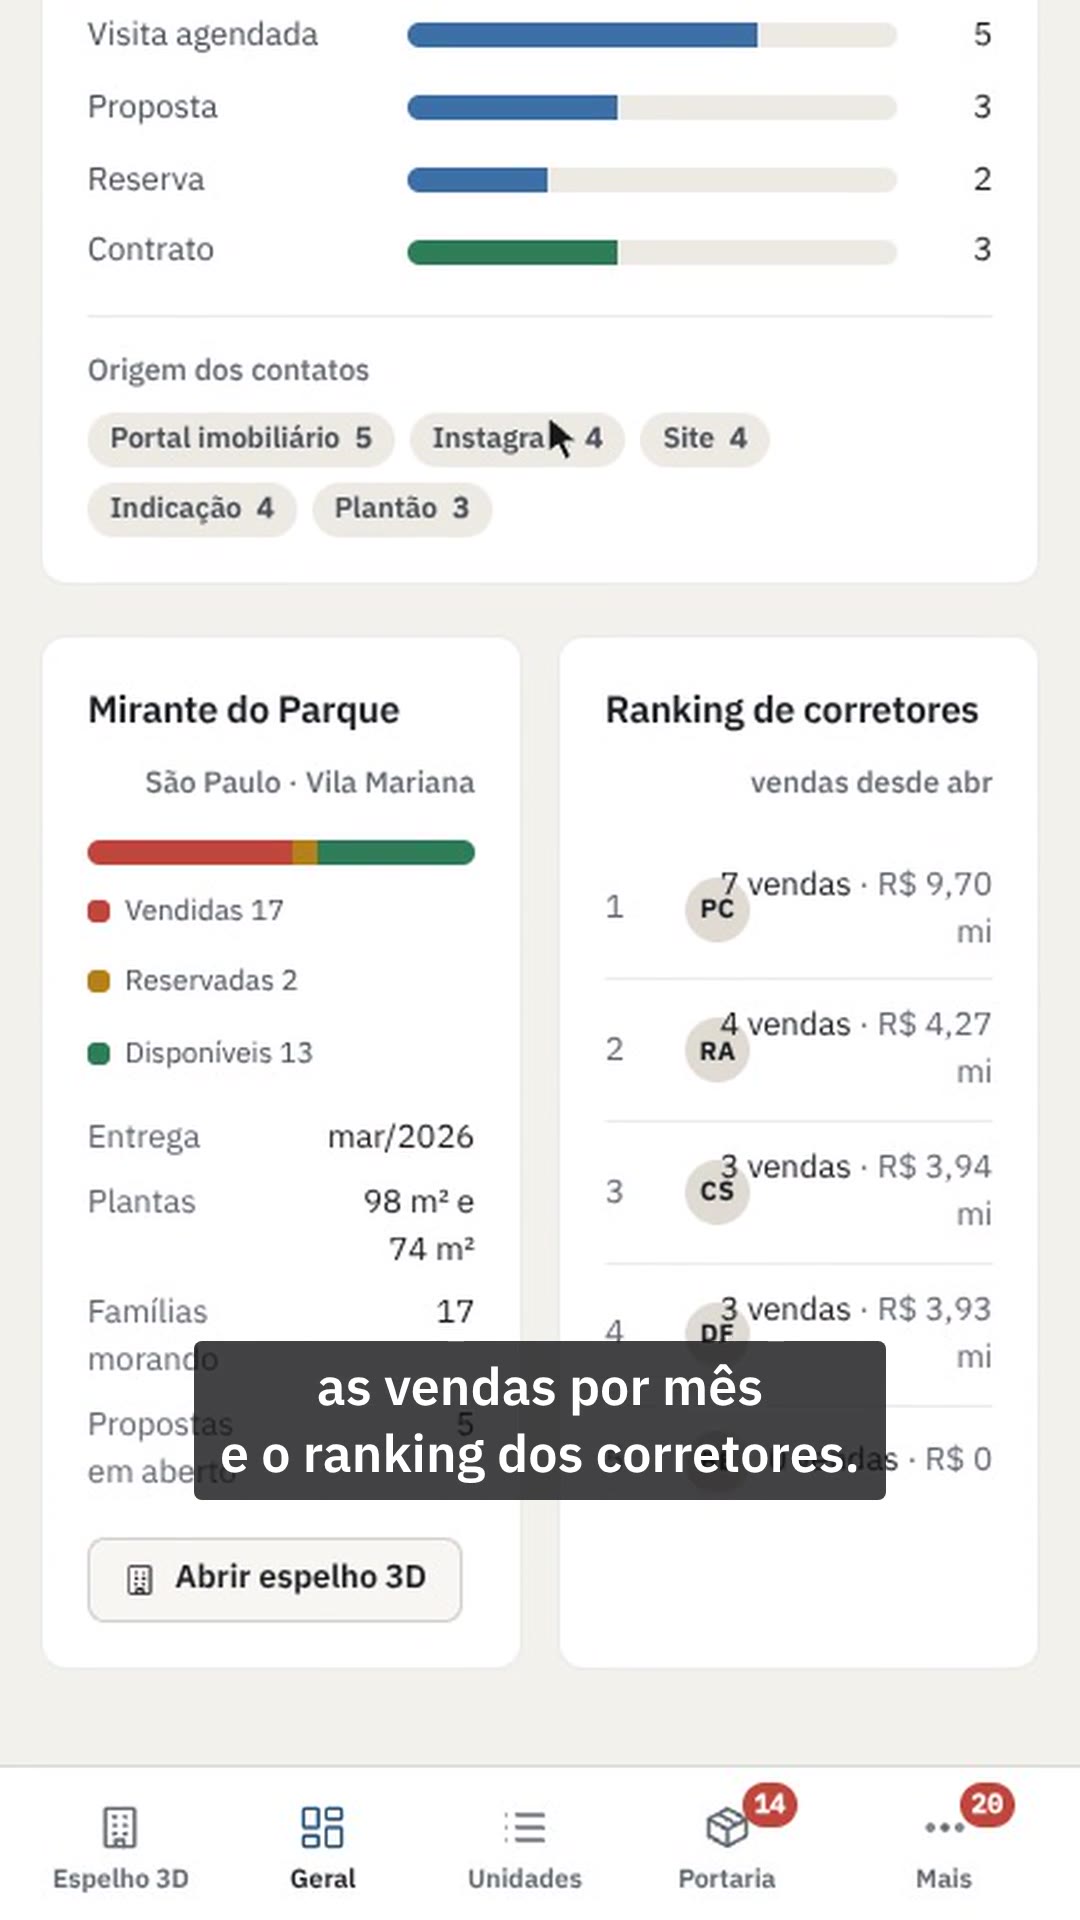 Visita agendada 5
Proposta 3
Reserva 2
Contrato 3
Origem dos contatos
Portal imobiliário 5 Instagra 4 Site 4
Indicação 4 Plantão 3
Mirante do Parque
São Paulo · Vila Mariana
Vendidas 17
Reservadas 2
Disponíveis 13
Entrega mar/2026
Plantas 98 m² e
74 m²
Famílias 17
morando
Propostas 5
em aberto
Abrir espelho 3D
Ranking de corretores
vendas desde abr
1 PC 7 vendas · R$ 9,70
mi
2 RA 4 vendas · R$ 4,27
mi
3 CS 3 vendas · R$ 3,94
mi
4 DF 3 vendas · R$ 3,93
mi
· R$ 0
as vendas por mês
e o ranking dos corretores.
Espelho 3D
Geral
Unidades
14
Portaria
20
Mais